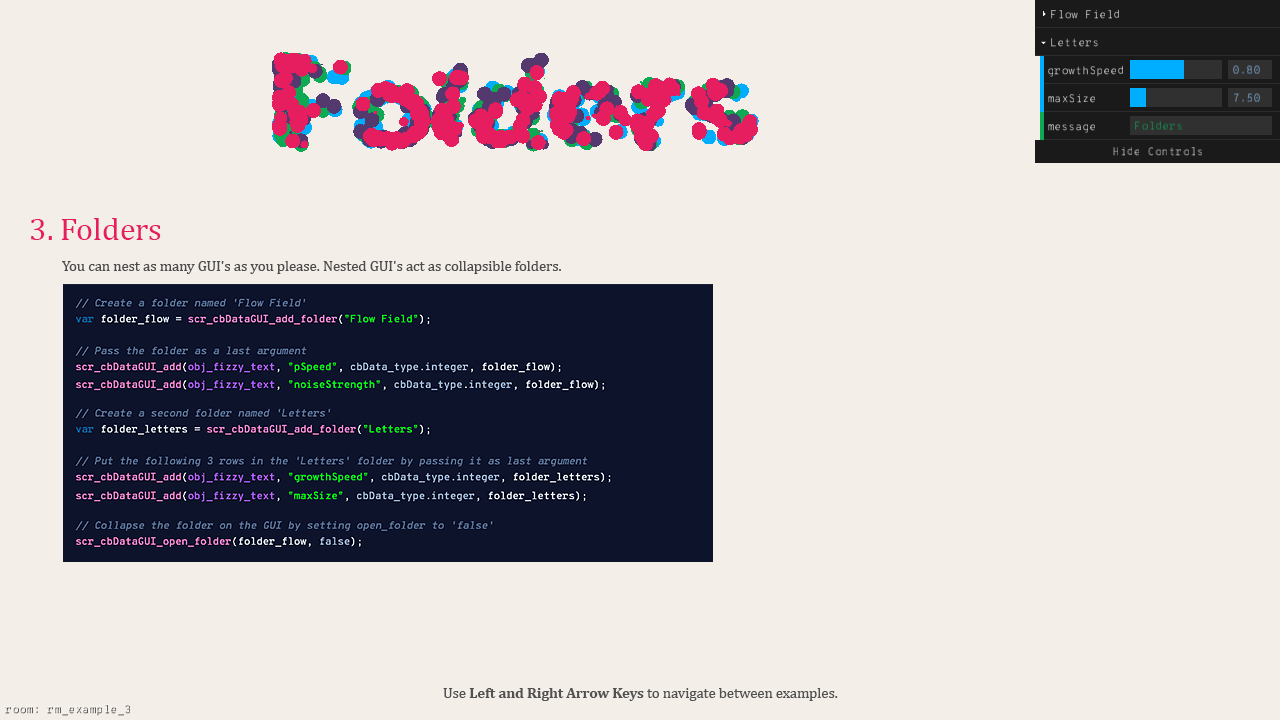 Folders
Flow Field
Letters
growthSpeed 0.80
maxSize 7.50
message Folders
Hide Controls
3. Folders
You can nest as many GUI's as you please. Nested GUI's act as collapsible folders.
// Create a folder named 'Flow Field'
var folder_flow = scr_cbDataGUI_add_folder("Flow Field");
// Pass the folder as a last argument
scr_cbDataGUI_add(obj_fizzy_text, "pSpeed", cbData_type.integer, folder_flow);
scr_cbDataGUI_add(obj_fizzy_text, "noiseStrength", cbData_type.integer, folder_flow);
// Create a second folder named 'Letters'
var folder_letters = scr_cbDataGUI_add_folder("Letters");
// Put the following 3 rows in the 'Letters' folder by passing it as last argument
scr_cbDataGUI_add(obj_fizzy_text, "growthSpeed", cbData_type.integer, folder_letters);
scr_cbDataGUI_add(obj_fizzy_text, "maxSize", cbData_type.integer, folder_letters);
// Collapse the folder on the GUI by setting open_folder to 'false'
scr_cbDataGUI_open_folder(folder_flow, false);
Use Left and Right Arrow Keys to navigate between examples.
room: rm_example_3